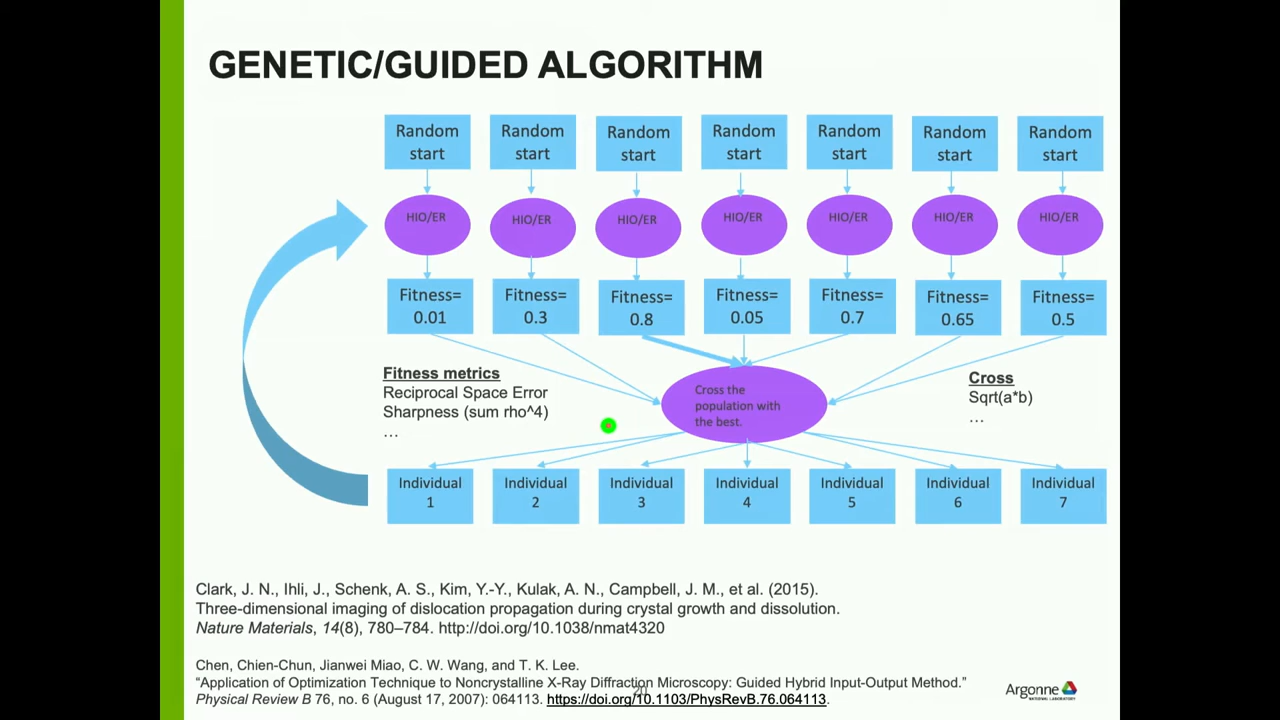 GENETIC/GUIDED ALGORITHM
Random start
Random start
Random start
Random start
Random start
Random start
Random start
HIO/ER
HIO/ER
HIO/ER
HIO/ER
HIO/ER
HIO/ER
HIO/ER
Fitness= 0.01
Fitness= 0.3
Fitness= 0.8
Fitness= 0.05
Fitness= 0.7
Fitness= 0.65
Fitness= 0.5
Fitness metrics
Reciprocal Space Error
Sharpness (sum rho^4)
…
Cross the
population with
the best.
Cross
Sqrt(a*b)
…
Individual 1
Individual 2
Individual 3
Individual 4
Individual 5
Individual 6
Individual 7
Clark, J. N., Ihli, J., Schenk, A. S., Kim, Y.-Y., Kulak, A. N., Campbell, J. M., et al. (2015).
Three-dimensional imaging of dislocation propagation during crystal growth and dissolution.
Nature Materials, 14(8), 780–784. http://doi.org/10.1038/nmat4320
Chen, Chien-Chun, Jianwei Miao, C. W. Wang, and T. K. Lee.
“Application of Optimization Technique to Noncrystalline X-Ray Diffraction Microscopy: Guided Hybrid Input-Output Method.”
Physical Review B 76, no. 6 (August 17, 2007): 064113. https://doi.org/10.1103/PhysRevB.76.064113.
20
Argonne
NATIONAL LABORATORY